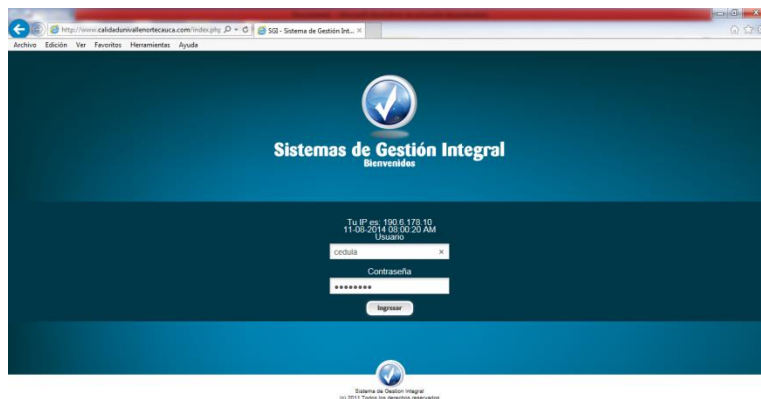 http://www.calidadunivallenortecauca.com/index.php
SGI - Sistema de Gestión Int...
Archivo Edición Ver Favoritos Herramientas Ayuda
Sistemas de Gestión Integral
Bienvenidos
Tu IP es: 190.6.178.10
11-08-2014 08:00:20 AM
Usuario
cedula
Contraseña
Ingresar
Sistema de Gestion Integral
(c) 2011 Todos los derechos reservados